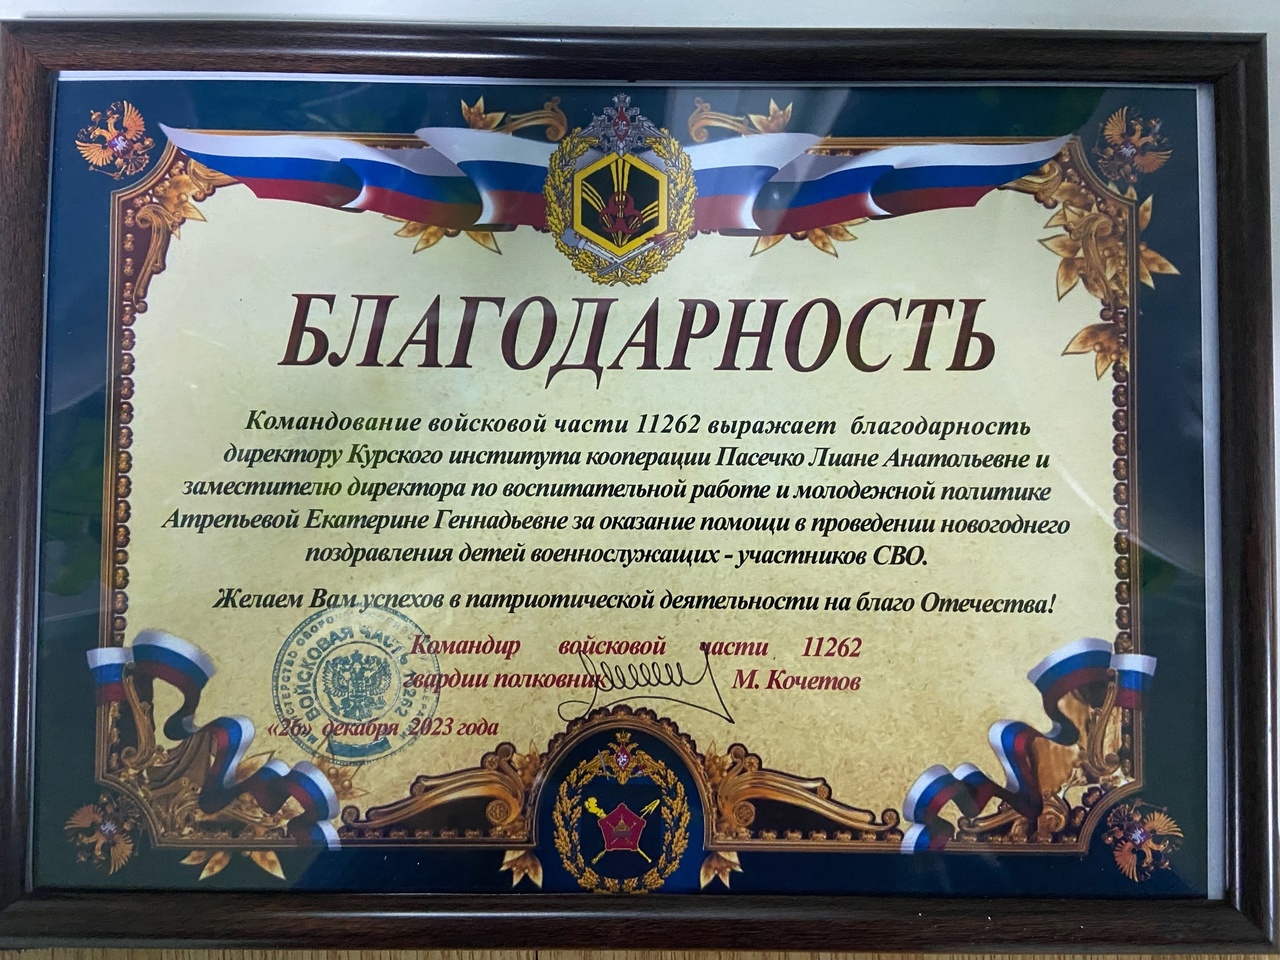 БЛАГОДАРНОСТЬ
Командование войсковой части 11262 выражает благодарность
директору Курского института кооперации Пасечко Лиане Анатольевне и
заместителю директора по воспитательной работе и молодежной политике
Атрепьевой Екатерине Геннадьевне за оказание помощи в проведении новогоднего
поздравления детей военнослужащих - участников СВО.
Желаем Вам успехов в патриотической деятельности на благо Отечества!
Командир войсковой части 11262
гвардии полковник М. Кочетов
«26» декабря 2023 года
ВОЙСКОВАЯ ЧАСТЬ 11262